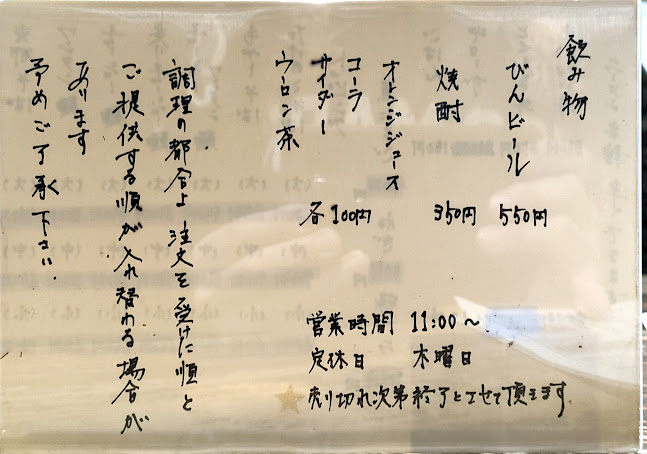 飲み物
びんビール 550円
焼酎 350円
オレンジジュース
コーラ
サイダー 各100円
ウーロン茶
調理の都合上、注文を受けた順と
ご提供する順が入れ替わる場合が
あります
予めご了承下さい。
営業時間 11:00〜
定休日 木曜日
売り切れ次第終了とさせて頂きます